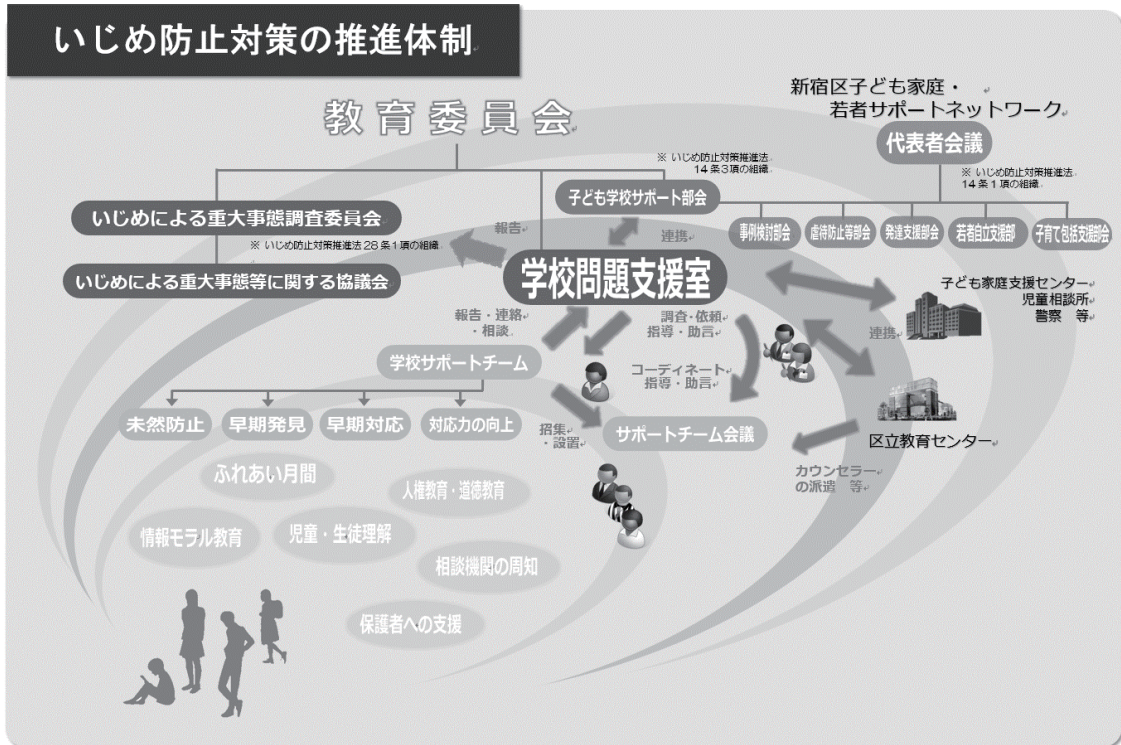 いじめ防止対策の推進体制
教育委員会
新宿区子ども家庭・
若者サポートネットワーク
代表者会議
※ いじめ防止対策推進法
14条3項の組織
※ いじめ防止対策推進法
14条1項の組織
子ども学校サポート部会
いじめによる重大事態調査委員会
※ いじめ防止対策推進法28条1項の組織
いじめによる重大事態等に関する協議会
事例検討部会
虐待防止等部会
発達支援部会
若者自立支援部
子育て包括支援部会
報告
連携
学校問題支援室
子ども家庭支援センター
児童相談所
警察 等
報告・連絡
・相談
調査・依頼
指導・助言
連携
学校サポートチーム
コーディネート
指導・助言
未然防止
早期発見
早期対応
対応力の向上
招集
・設置
サポートチーム会議
区立教育センター
カウンセラー
の派遣 等
ふれあい月間
人権教育・道徳教育
情報モラル教育
児童・生徒理解
相談機関の周知
保護者への支援